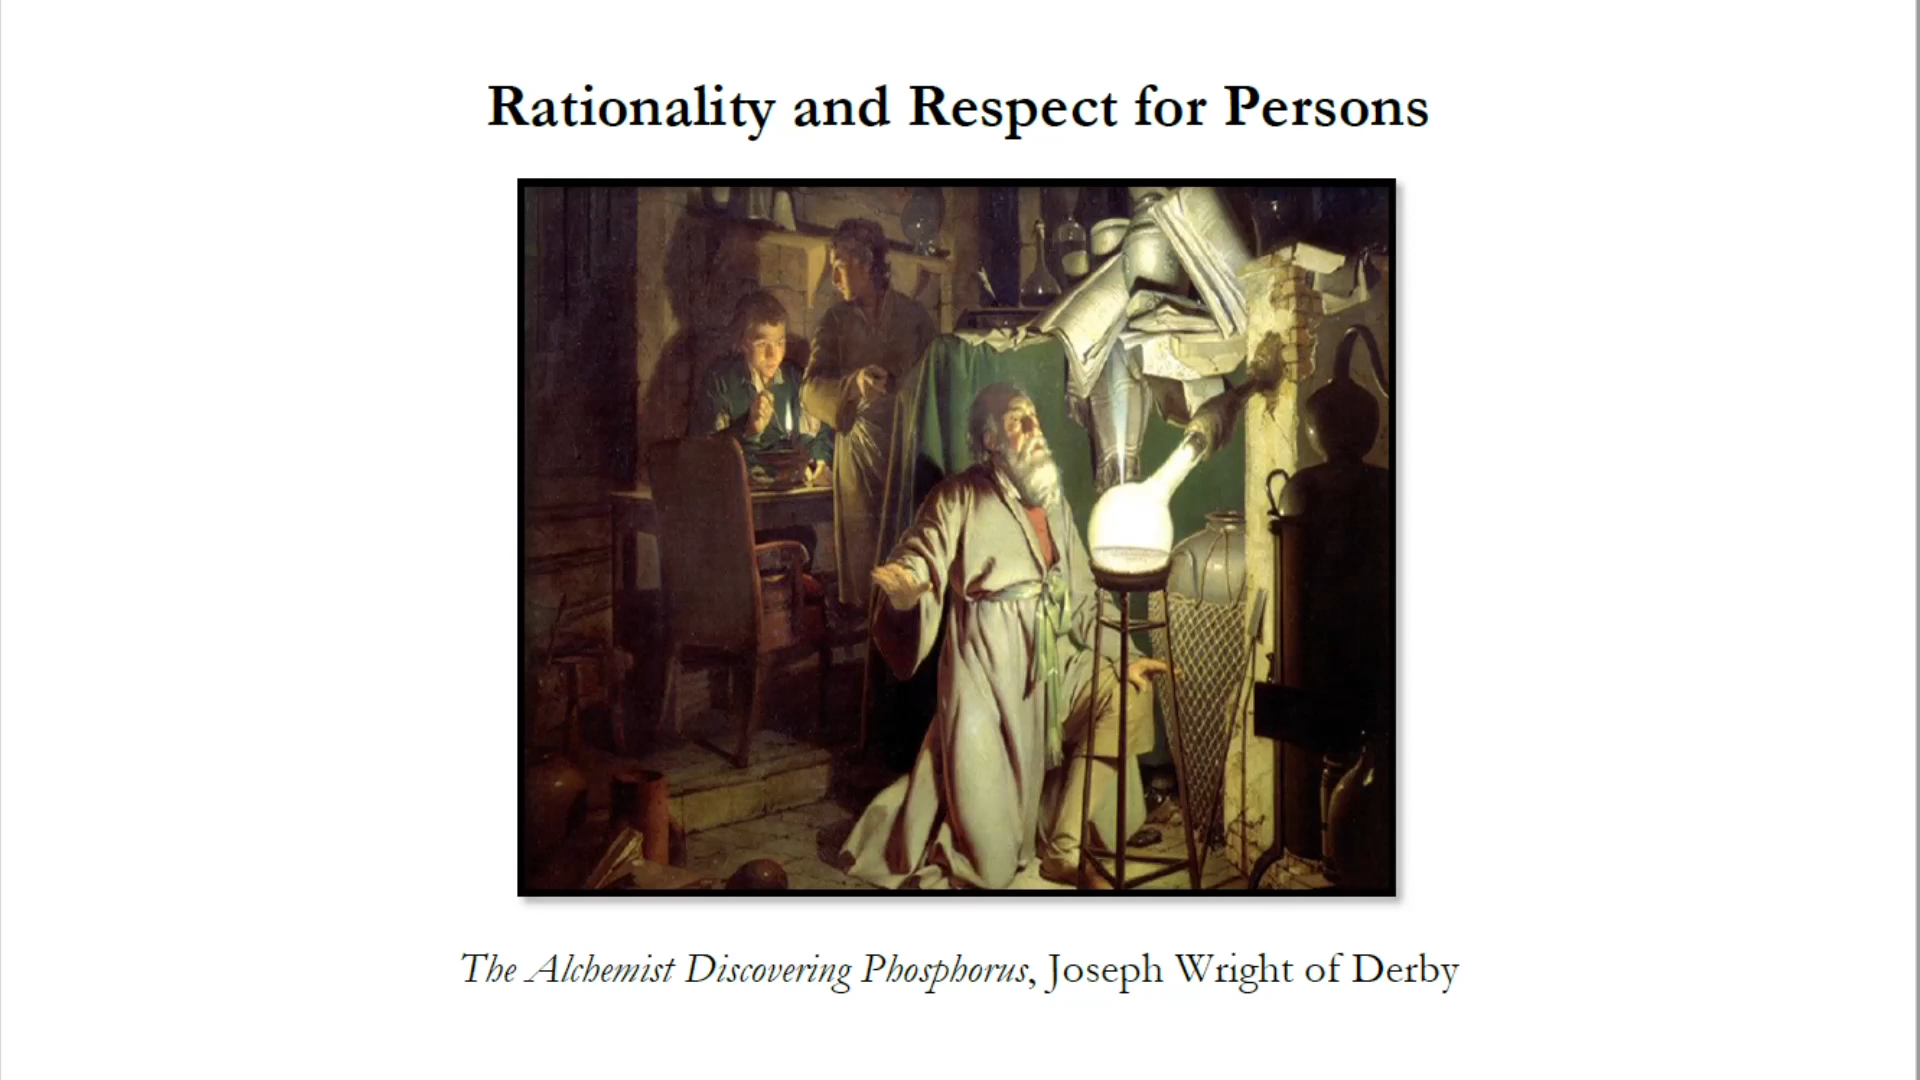 Rationality and Respect for Persons
The Alchemist Discovering Phosphorus, Joseph Wright of Derby